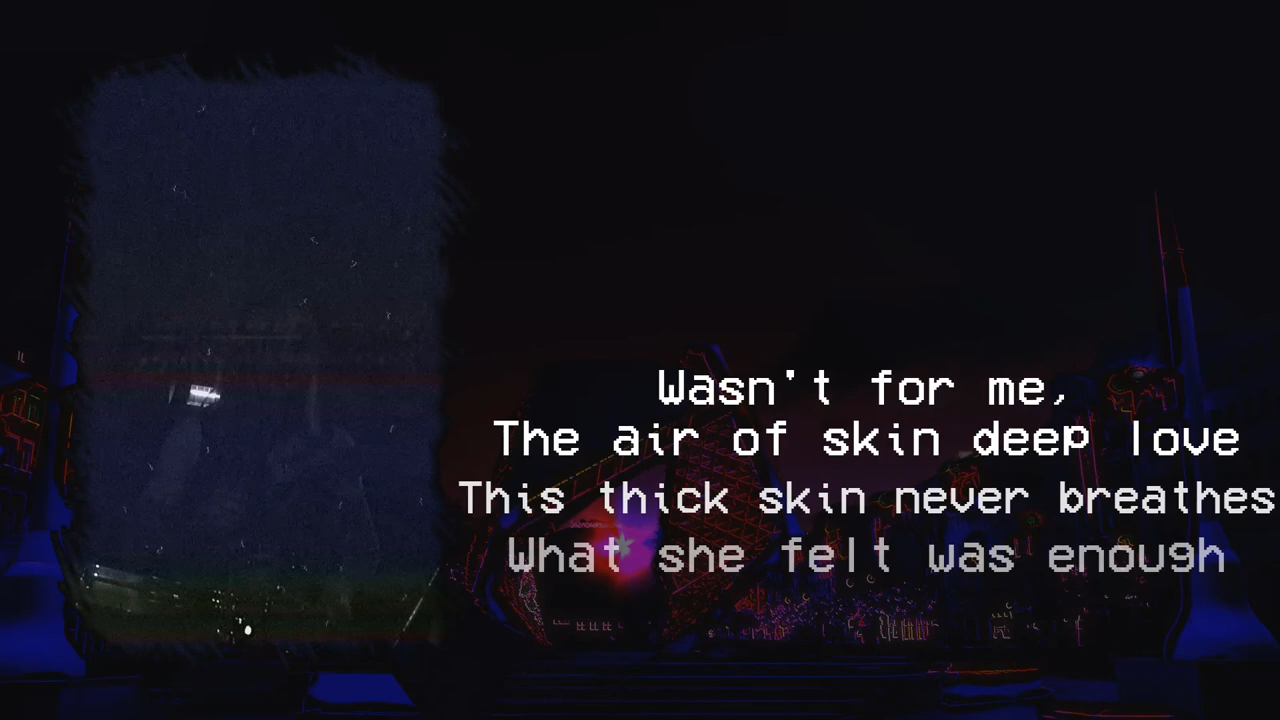 Wasn't for me,
The air of skin deep love
This thick skin never breathes
What she felt was enough